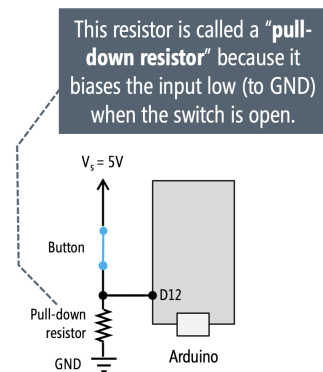 This resistor is called a “pull-
down resistor” because it
biases the input low (to GND)
when the switch is open.
Vs = 5V
Button
D12
Pull-down
resistor
GND
Arduino